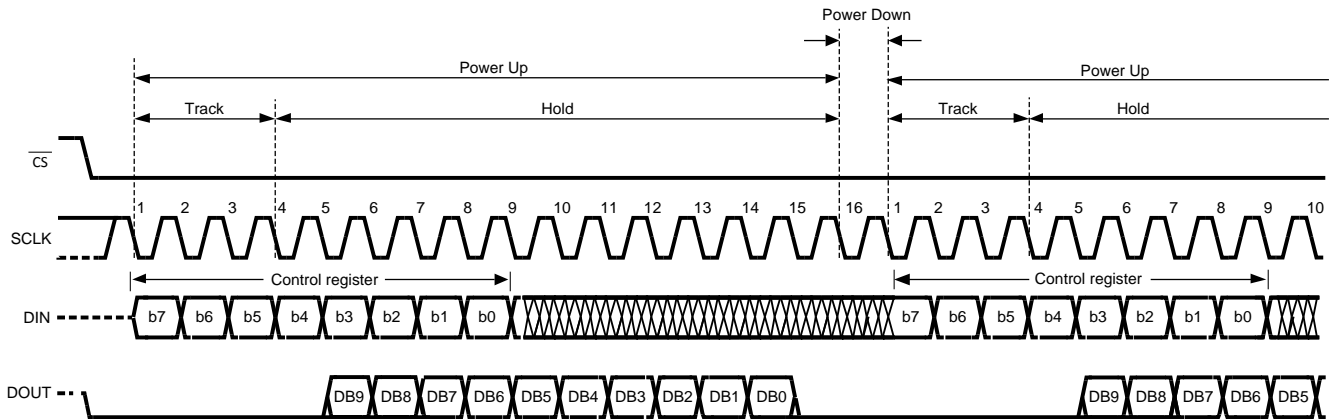 Power Down
Power Up Power Up
Track Hold Track Hold
CS
1 2 3 4 5 6 7 8 9 10 11 12 13 14 15 16 1 2 3 4 5 6 7 8 9 10
SCLK
Control register Control register
DIN b7 b6 b5 b4 b3 b2 b1 b0 b7 b6 b5 b4 b3 b2 b1 b0
DOUT DB9 DB8 DB7 DB6 DB5 DB4 DB3 DB2 DB1 DB0 DB9 DB8 DB7 DB6 DB5